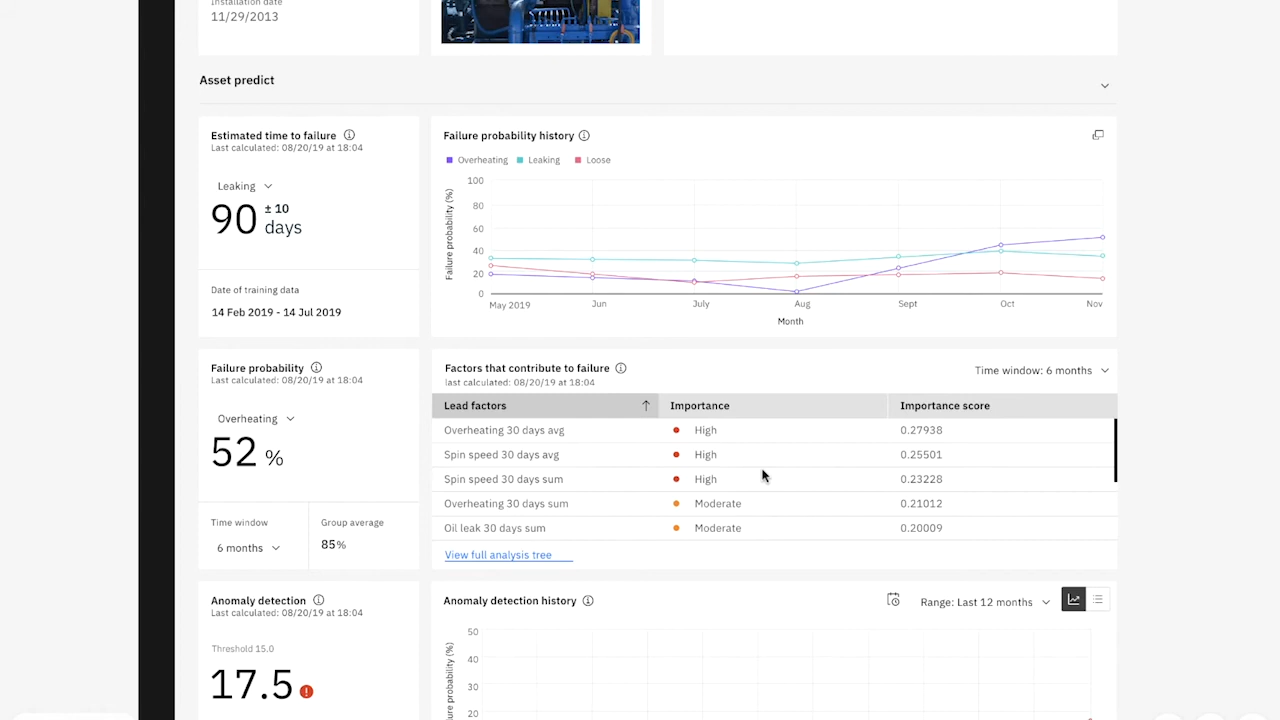 Installation date
11/29/2013
Asset predict
Estimated time to failure
Last calculated: 08/20/19 at 18:04
Leaking
90 ± 10 days
Date of training data
14 Feb 2019 - 14 Jul 2019
Failure probability history
Overheating Leaking Loose
Failure probability (%)
100
80
60
40
20
0
May 2019 Jun July Aug Sept Oct Nov
Month
Failure probability
Last calculated: 08/20/19 at 18:04
Overheating
52 %
Time window
6 months
Group average
85%
Factors that contribute to failure
last calculated: 08/20/19 at 18:04
Time window: 6 months
Lead factors Importance Importance score
Overheating 30 days avg High 0.27938
Spin speed 30 days avg High 0.25501
Spin speed 30 days sum High 0.23228
Overheating 30 days sum Moderate 0.21012
Oil leak 30 days sum Moderate 0.20009
View full analysis tree
Anomaly detection
Last calculated: 08/20/19 at 18:04
Threshold 15.0
17.5
Anomaly detection history
Range: Last 12 months
50
40
30
20
ure probability (%)